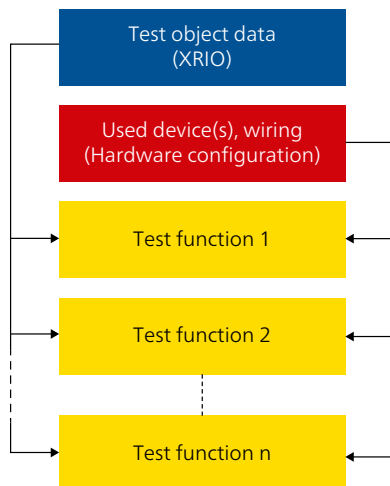 Test object data
(XRIO)
Used device(s), wiring
(Hardware configuration)
Test function 1
Test function 2
Test function n